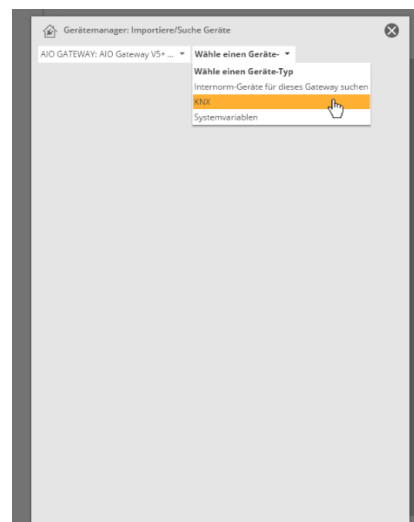 Gerätemanager: Importiere/Suche Geräte
AIO GATEWAY: AIO Gateway V5+ ... Wähle einen Geräte-
Wähle einen Geräte-Typ
Internorm-Geräte für dieses Gateway suchen
KNX
Systemvariablen